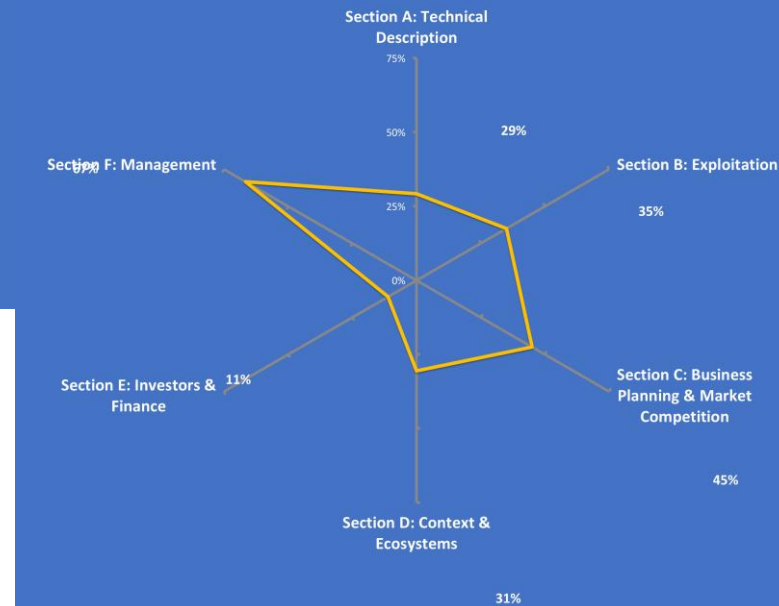 Section A: Technical
Description
75%
50%
29%
Section F: Management
67%
Section B: Exploitation
35%
25%
0%
Section E: Investors &
Finance
11%
Section C: Business
Planning & Market
Competition
45%
Section D: Context &
Ecosystems
31%